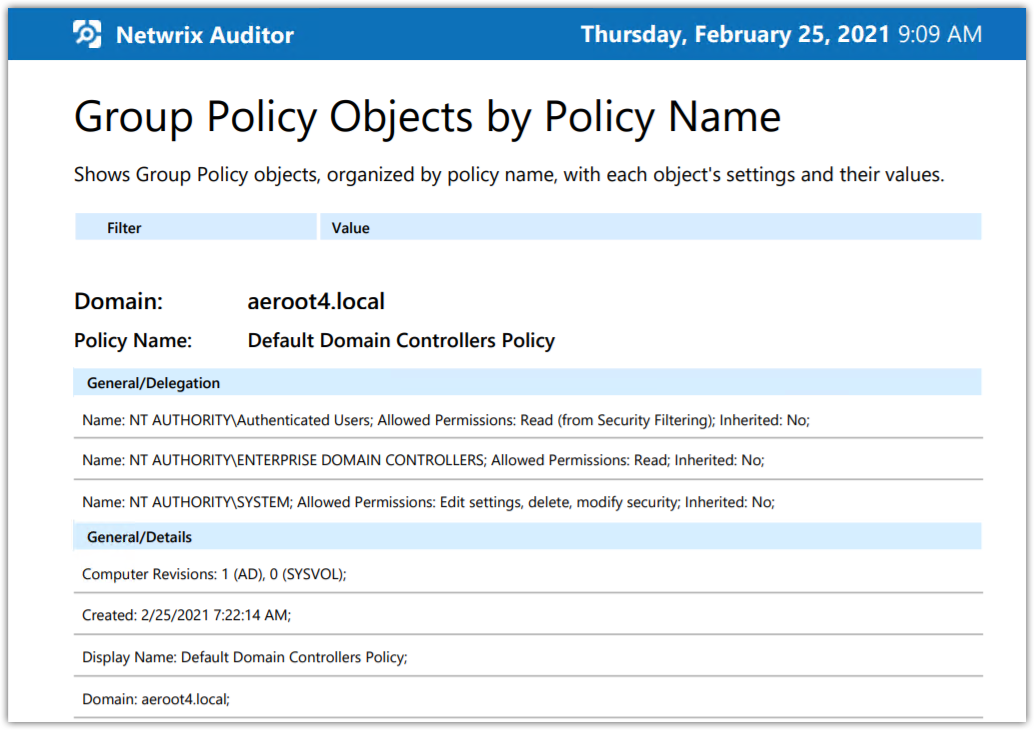 Netwrix Auditor Thursday, February 25, 2021 9:09 AM
Group Policy Objects by Policy Name
Shows Group Policy objects, organized by policy name, with each object's settings and their values.
Filter Value
Domain: aeroot4.local
Policy Name: Default Domain Controllers Policy
General/Delegation
Name: NT AUTHORITY\Authenticated Users; Allowed Permissions: Read (from Security Filtering); Inherited: No;
Name: NT AUTHORITY\ENTERPRISE DOMAIN CONTROLLERS; Allowed Permissions: Read; Inherited: No;
Name: NT AUTHORITY\SYSTEM; Allowed Permissions: Edit settings, delete, modify security; Inherited: No;
General/Details
Computer Revisions: 1 (AD), 0 (SYSVOL);
Created: 2/25/2021 7:22:14 AM;
Display Name: Default Domain Controllers Policy;
Domain: aeroot4.local;